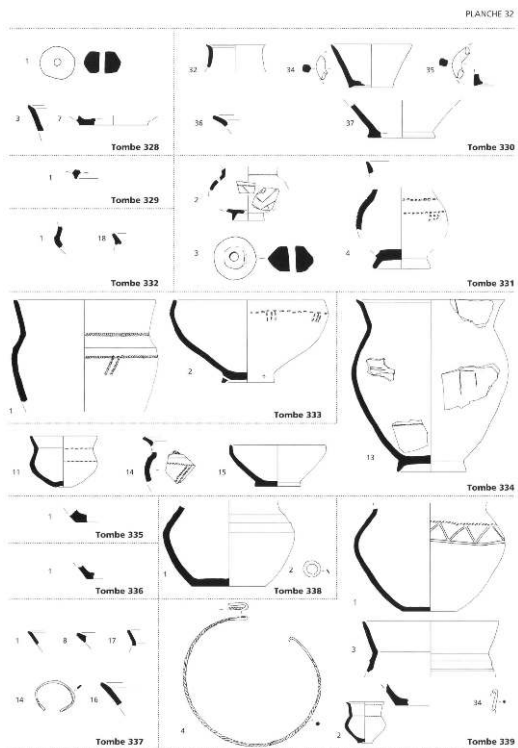 PLANCHE 32
1
3
7
Tombe 328
32
34
35
36
37
Tombe 330
1
Tombe 329
1
18
Tombe 332
2
3
4
Tombe 331
1
2
Tombe 333
11
14
15
13
Tombe 334
1
Tombe 335
1
Tombe 336
1
2
Tombe 338
1
8
17
14
16
Tombe 337
4
1
3
2
34
Tombe 339